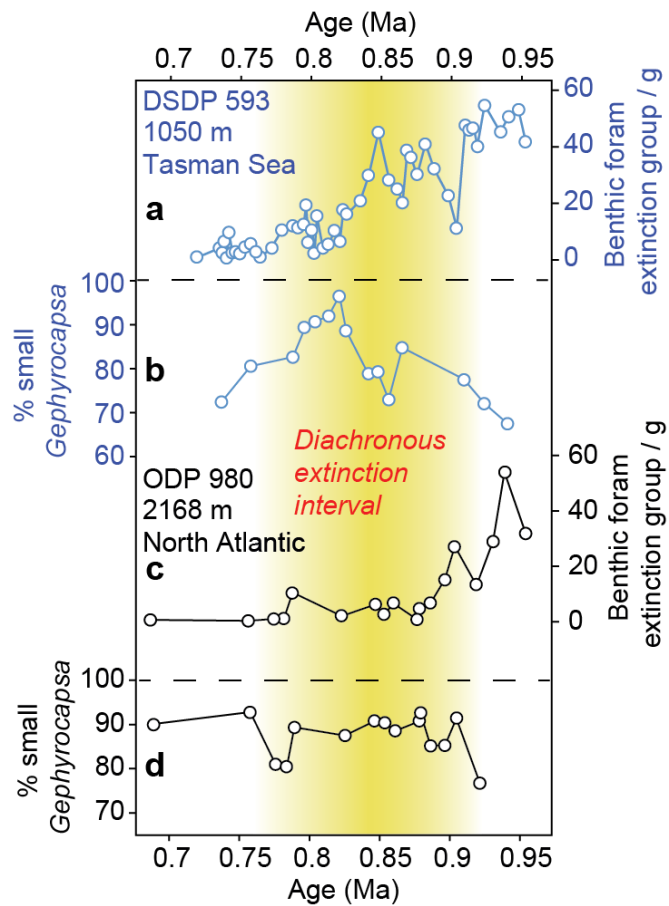 Age (Ma)
0.7 0.75 0.8 0.85 0.9 0.95
DSDP 593
1050 m
Tasman Sea
a
60
40
20
0
Benthic foram
extinction group / g
100
90
80
70
60
% small
Gephyrocapsa
b
Diachronous
extinction
interval
ODP 980
2168 m
North Atlantic
c
60
40
20
0
Benthic foram
extinction group / g
100
90
80
70
% small
Gephyrocapsa
d
0.7 0.75 0.8 0.85 0.9 0.95
Age (Ma)